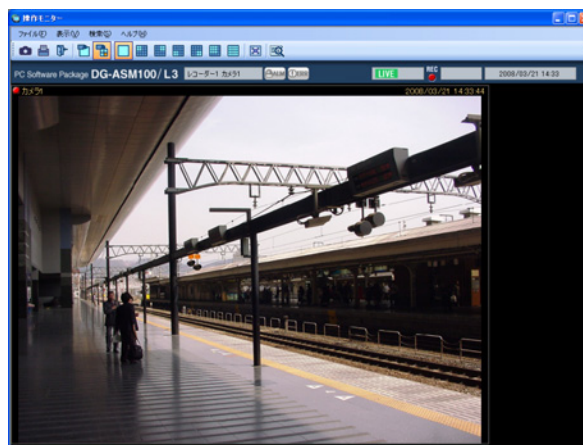 操作モニター
ファイル(F) 表示(V) 検索(S) ヘルプ(H)
PC Software Package DG-ASM100/L3 レコーダー1 カメラ1 ALM ERR LIVE REC 2008/03/21 14:33
カメラ1 2008/03/21 14:33:44